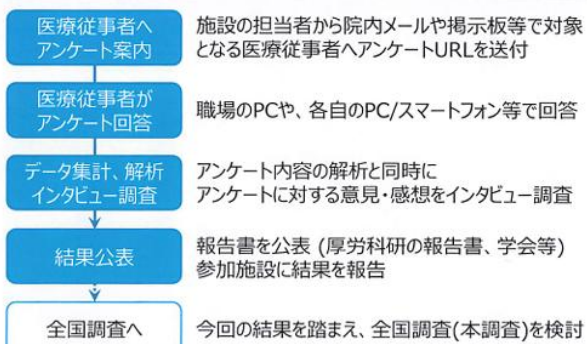 医療従事者へ
アンケート案内
施設の担当者から院内メールや掲示板等で対象
となる医療従事者へアンケートURLを送付
医療従事者が
アンケート回答
職場のPCや、各自のPC/スマートフォン等で回答
データ集計、解析
インタビュー調査
アンケート内容の解析と同時に
アンケートに対する意見・感想をインタビュー調査
結果公表
報告書を公表 (厚労科研の報告書、学会等)
参加施設に結果を報告
全国調査へ
今回の結果を踏まえ、全国調査(本調査)を検討